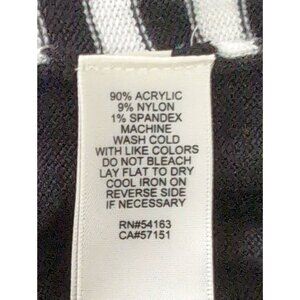 90% ACRYLIC
9% NYLON
1% SPANDEX
MACHINE
WASH COLD
WITH LIKE COLORS
DO NOT BLEACH
LAY FLAT TO DRY
COOL IRON ON
REVERSE SIDE
IF NECESSARY
RN#54163
CA#57151